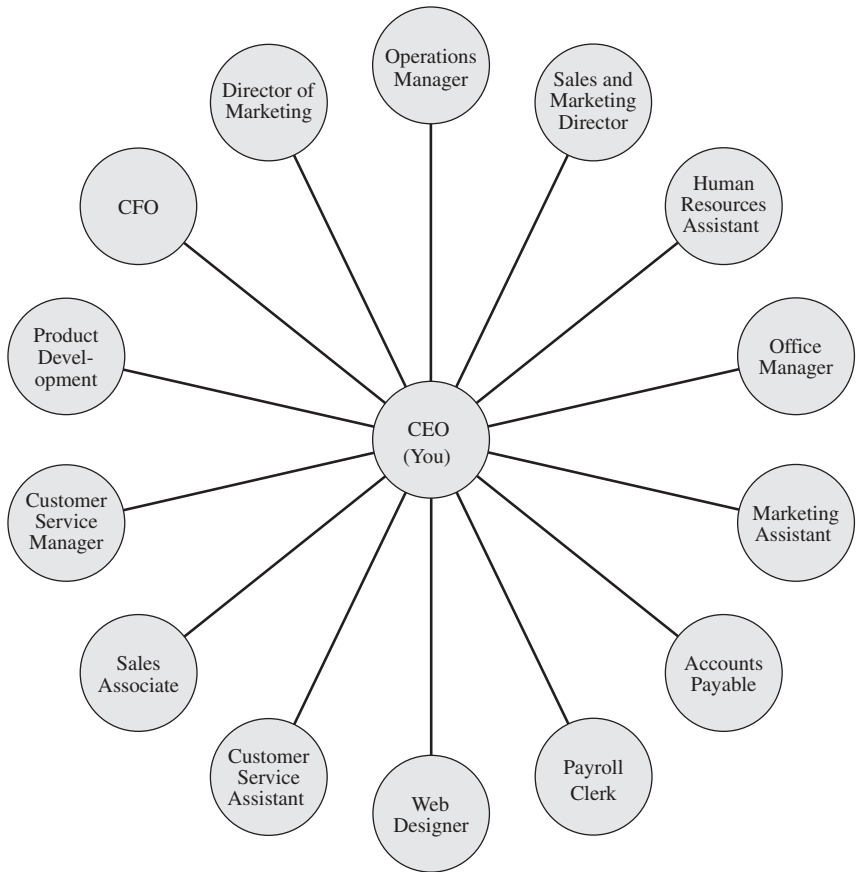 Operations
Manager
Director of
Marketing
Sales and
Marketing
Director
CFO
Human
Resources
Assistant
Product
Devel-
opment
Office
Manager
CEO
(You)
Customer
Service
Manager
Marketing
Assistant
Sales
Associate
Accounts
Payable
Customer
Service
Assistant
Web
Designer
Payroll
Clerk